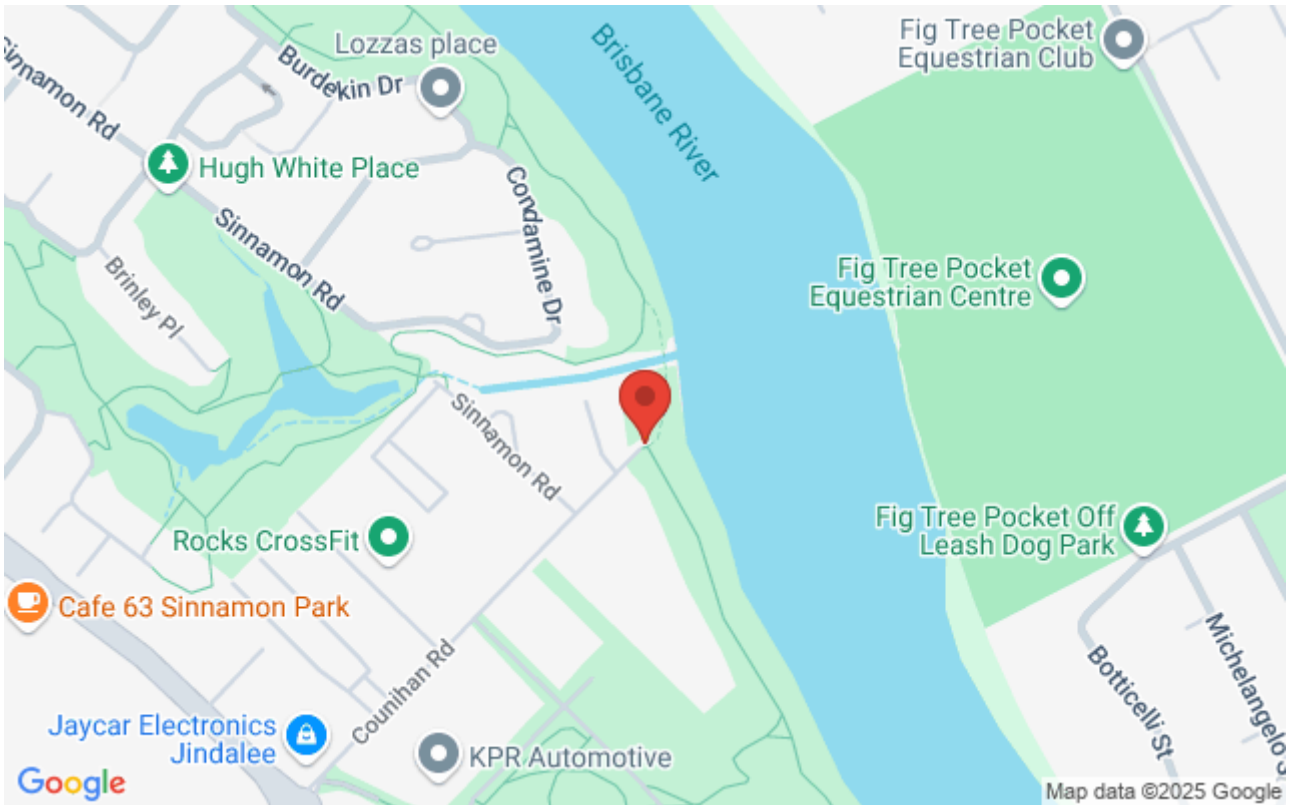 Fig Tree Pocket
Equestrian Club
Lozzas place
Brisbane River
Burdekin Dr
Sinnamon Rd
Hugh White Place
Condamine Dr
Sinnamon Rd
Fig Tree Pocket
Equestrian Centre
Brinley Pl
Sinnamon Rd
Fig Tree Pocket Off
Leash Dog Park
Rocks CrossFit
Cafe 63 Sinnamon Park
Michelangelo S
Botticelli St
Counihan Rd
Jaycar Electronics
Jindalee
KPR Automotive
Google
Map data ©2025 Google